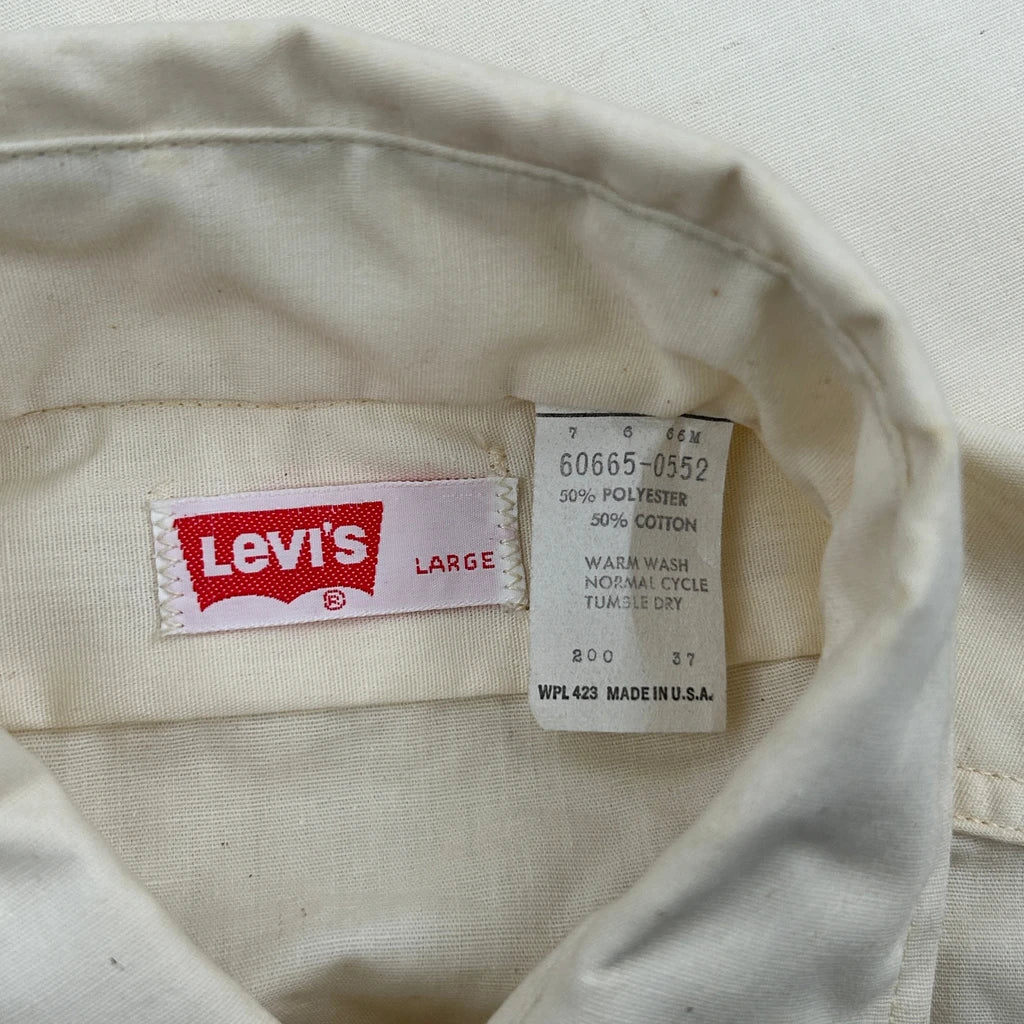 LEVI'S ®
LARGE
7 6 66M
60665-0552
50% POLYESTER
50% COTTON
WARM WASH
NORMAL CYCLE
TUMBLE DRY
200 37
WPL 423 MADE IN U.S.A.